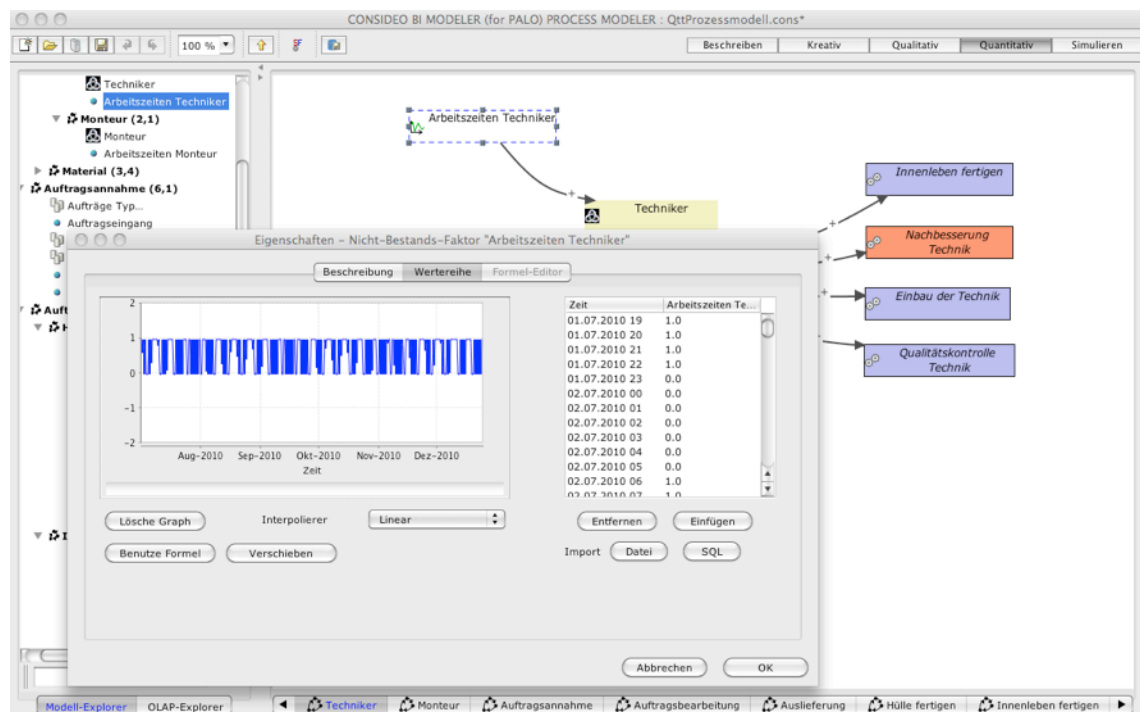 CONSIDEO BI MODELER (for PALO) PROCESS MODELER : QttProzessmodell.cons*
100 %
Beschreiben Kreativ Qualitativ Quantitativ Simulieren
Techniker
Arbeitszeiten Techniker
Monteur (2,1)
Monteur
Arbeitszeiten Monteur
Material (3,4)
Auftragsannahme (6,1)
Aufträge Typ...
Auftragseingang
Auft
Arbeitszeiten Techniker
+
Techniker
Innenleben fertigen
+
Nachbesserung
Technik
+
Einbau der Technik
+
Qualitätskontrolle
Technik
Eigenschaften – Nicht-Bestands-Faktor "Arbeitszeiten Techniker"
Beschreibung Wertereihe Formel-Editor
2
1
0
-1
-2
Aug-2010 Sep-2010 Okt-2010 Nov-2010 Dez-2010
Zeit
Zeit Arbeitszeiten Te...
01.07.2010 19 1.0
01.07.2010 20 1.0
01.07.2010 21 1.0
01.07.2010 22 1.0
01.07.2010 23 0.0
02.07.2010 00 0.0
02.07.2010 01 0.0
02.07.2010 02 0.0
02.07.2010 03 0.0
02.07.2010 04 0.0
02.07.2010 05 0.0
02.07.2010 06 1.0
02.07.2010 07 1.0
Lösche Graph Interpolierer Linear
Entfernen Einfügen
Benutze Formel Verschieben
Import Datei SQL
Abbrechen OK
Modell-Explorer OLAP-Explorer
Techniker Monteur Auftragsannahme Auftragsbearbeitung Auslieferung Hülle fertigen Innenleben fertigen